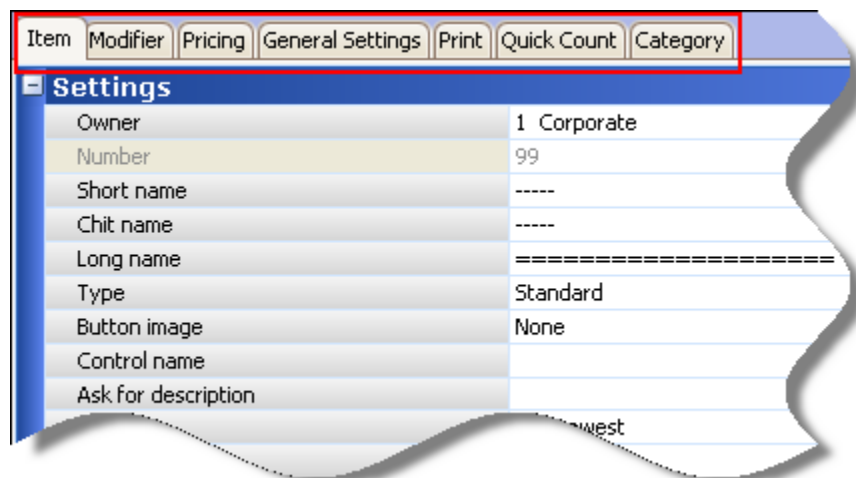 Item Modifier Pricing General Settings Print Quick Count Category
Settings
Owner 1 Corporate
Number 99
Short name -----
Chit name -----
Long name ====================
Type Standard
Button image None
Control name
Ask for description